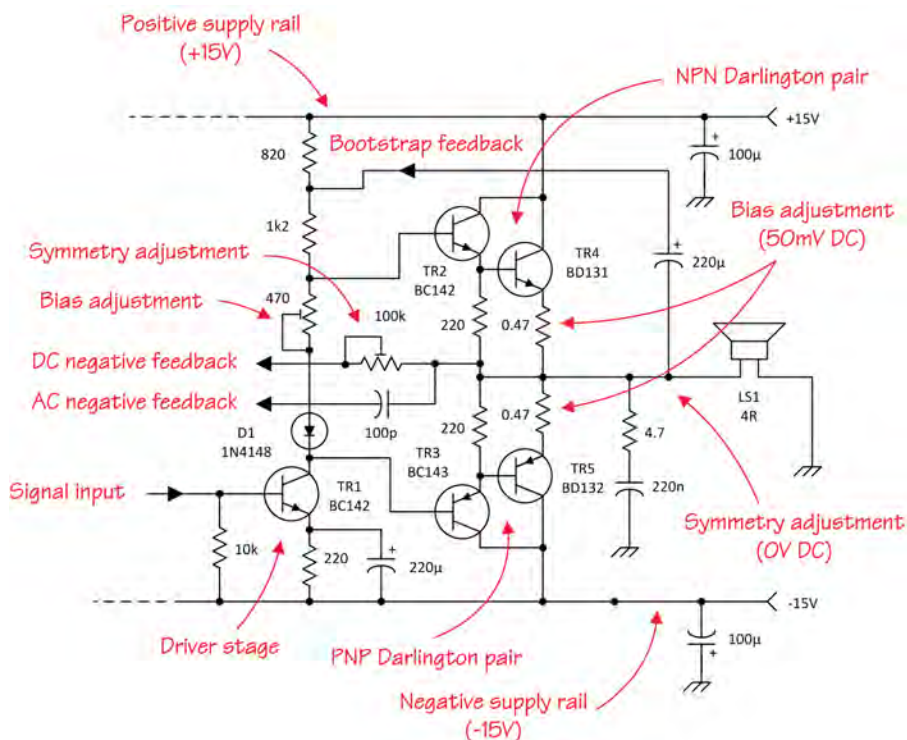 Positive supply rail
(+15V)
NPN Darlington pair
+15V
820
Bootstrap feedback
100µ
+
Bias adjustment
(50mV DC)
1k2
+
Symmetry adjustment
TR2
BC142
TR4
BD131
220µ
Bias adjustment
470
100k
220
0.47
DC negative feedback
LS1
4R
AC negative feedback
100p
220
0.47
4.7
D1
1N4148
TR3
BC143
TR5
BD132
220n
Signal input
TR1
BC142
Symmetry adjustment
(0V DC)
10k
220
+
220µ
-15V
Driver stage
PNP Darlington pair
100µ
+
Negative supply rail
(-15V)